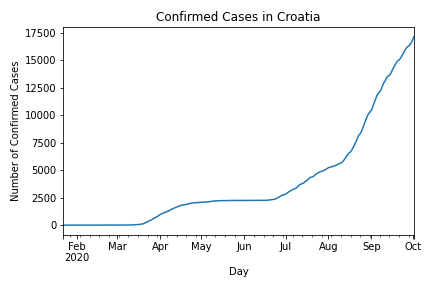 Confirmed Cases in Croatia
Number of Confirmed Cases
17500
15000
12500
10000
7500
5000
2500
0
Feb Mar Apr May Jun Jul Aug Sep Oct
2020
Day